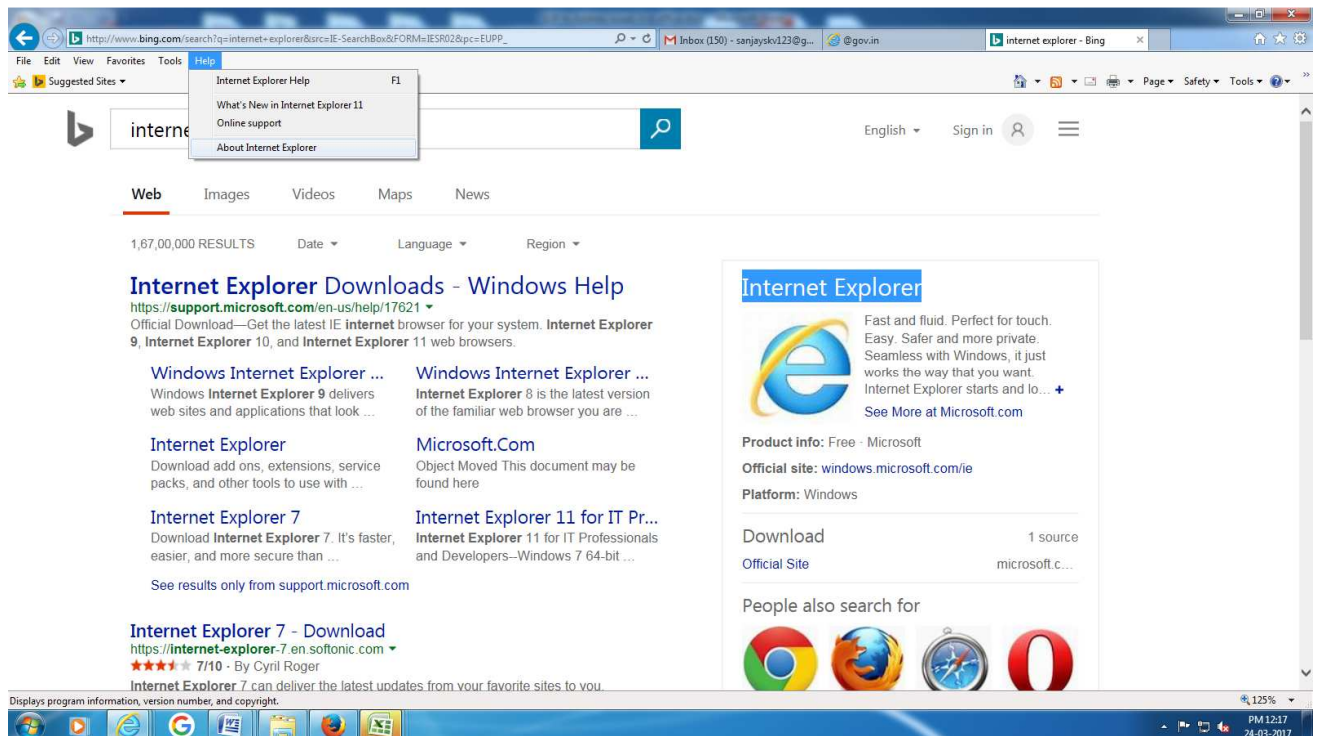 http://www.bing.com/search?q=internet+explorer&src=IE-SearchBox&FORM=IESR02&pc=EUPP_
Inbox (150) - sanjayskv123@g...
@gov.in
internet explorer - Bing
File Edit View Favorites Tools Help
Suggested Sites
Page Safety Tools
Internet Explorer Help F1
What's New in Internet Explorer 11
Online support
About Internet Explorer
interne
English
Sign in
Web Images Videos Maps News
1,67,00,000 RESULTS Date Language Region
Internet Explorer Downloads - Windows Help
https://support.microsoft.com/en-us/help/17621
Official Download—Get the latest IE internet browser for your system. Internet Explorer
9, Internet Explorer 10, and Internet Explorer 11 web browsers.
Windows Internet Explorer ...
Windows Internet Explorer 9 delivers
web sites and applications that look ...
Windows Internet Explorer ...
Internet Explorer 8 is the latest version
of the familiar web browser you are ...
Internet Explorer
Download add ons, extensions, service
packs, and other tools to use with ...
Microsoft.Com
Object Moved This document may be
found here
Internet Explorer 7
Download Internet Explorer 7. It's faster,
easier, and more secure than ...
Internet Explorer 11 for IT Pr...
Internet Explorer 11 for IT Professionals
and Developers--Windows 7 64-bit ...
See results only from support.microsoft.com
Internet Explorer 7 - Download
https://internet-explorer-7.en.softonic.com
7/10 - By Cyril Roger
Internet Explorer 7 can deliver the latest updates from your favorite sites to you.
Internet Explorer
Fast and fluid. Perfect for touch.
Easy. Safer and more private.
Seamless with Windows, it just
works the way that you want.
Internet Explorer starts and lo... +
See More at Microsoft.com
Product info: Free · Microsoft
Official site: windows.microsoft.com/ie
Platform: Windows
Download 1 source
Official Site microsoft.c...
People also search for
Displays program information, version number, and copyright.
125%
PM 12:17
24-03-2017